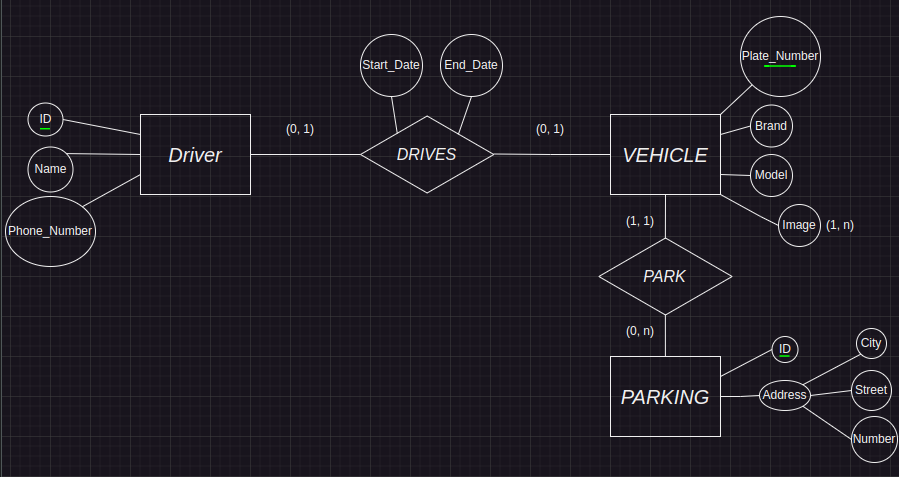 Plate_Number
Start_Date
End_Date
ID
(0, 1)
(0, 1)
Brand
Driver
DRIVES
VEHICLE
Name
Model
Phone_Number
(1, 1)
Image
(1, n)
PARK
(0, n)
ID
City
PARKING
Address
Street
Number